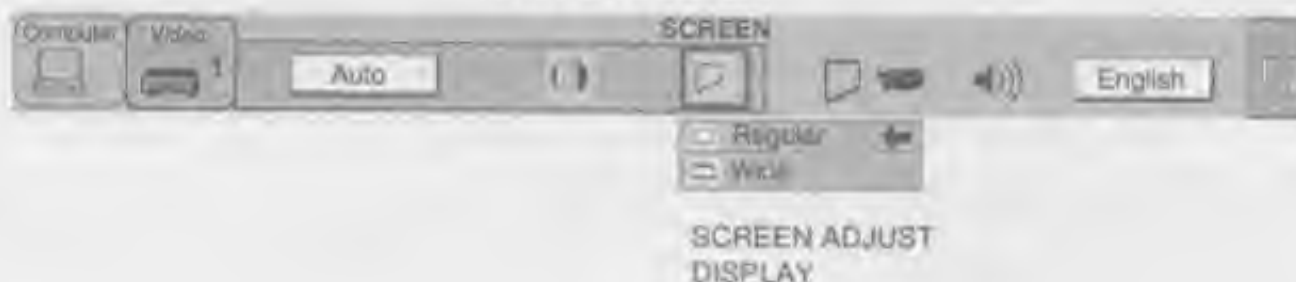 SCREEN
Computer Video
1 Auto English
Regular
Wide
SCREEN ADJUST
DISPLAY